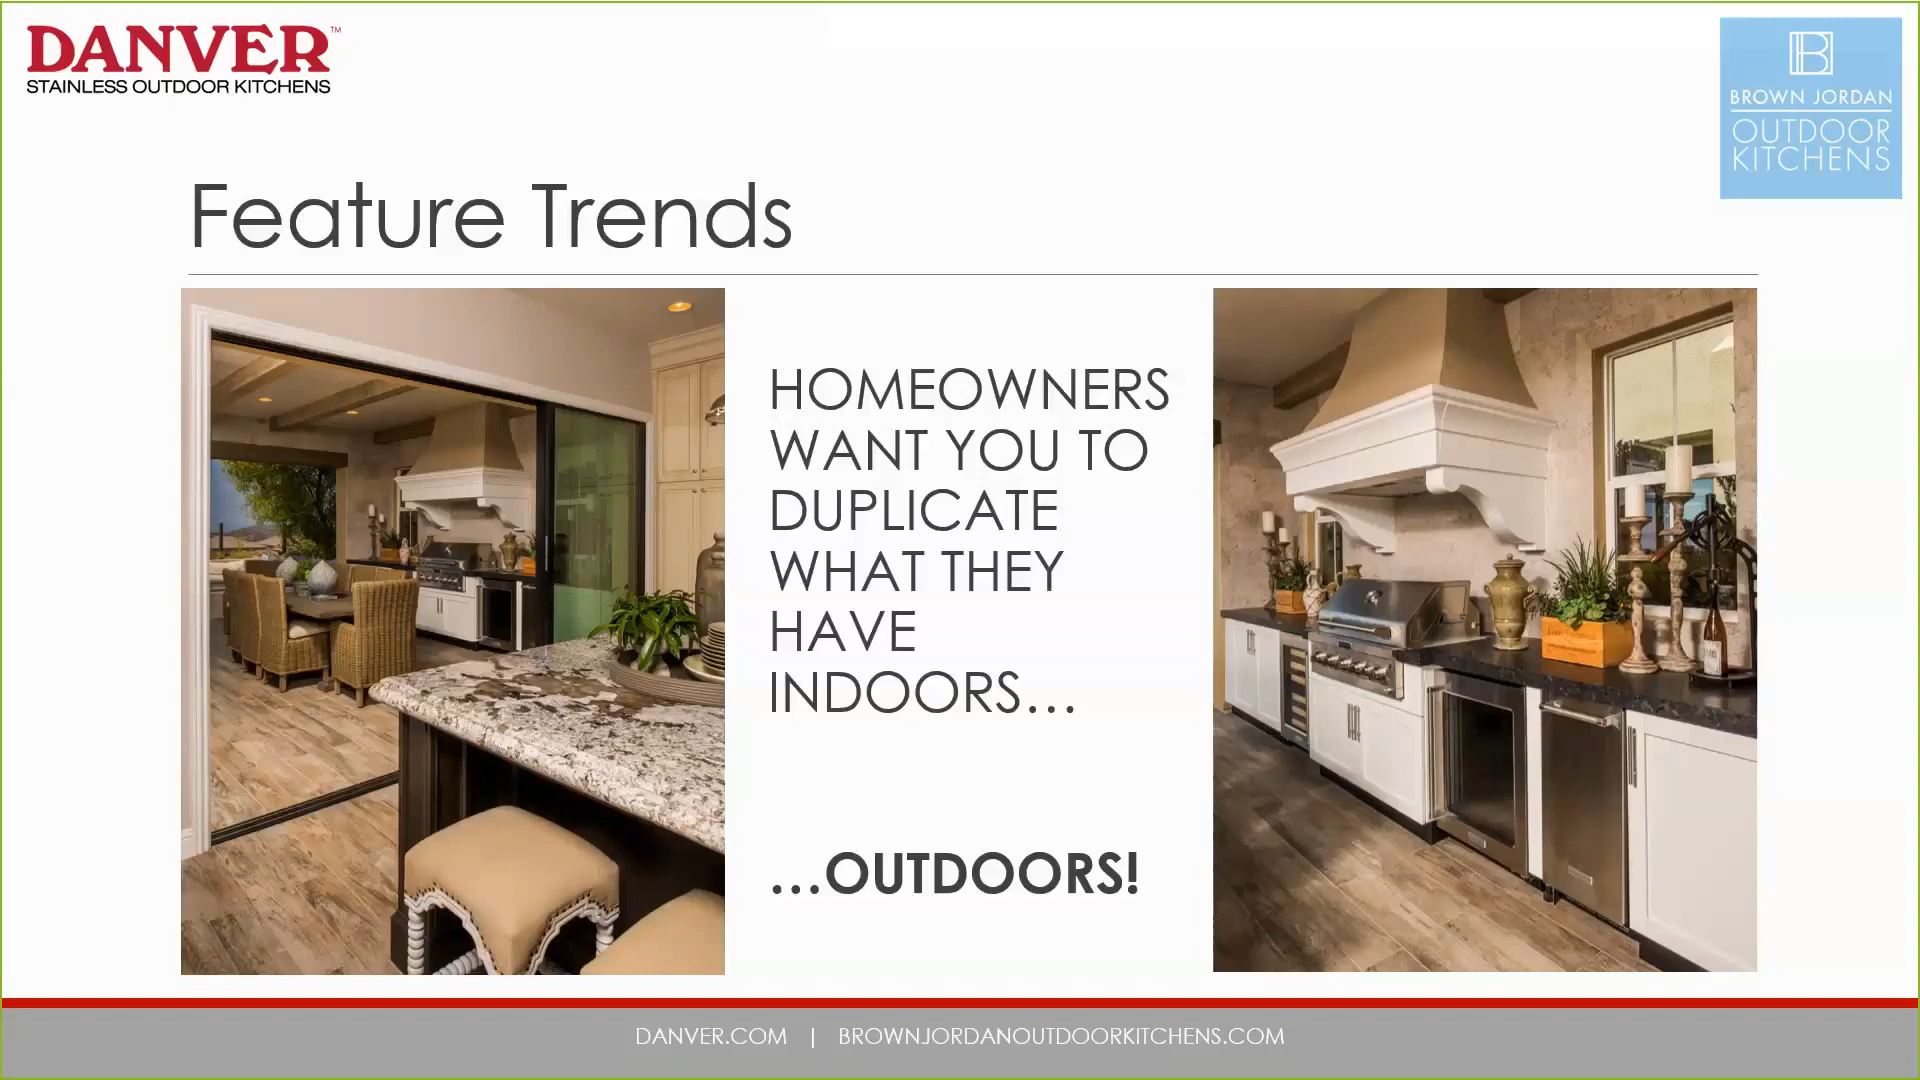 DANVER™
STAINLESS OUTDOOR KITCHENS
B
BROWN JORDAN
OUTDOOR
KITCHENS
Feature Trends
HOMEOWNERS
WANT YOU TO
DUPLICATE
WHAT THEY
HAVE
INDOORS…
…OUTDOORS!
DANVER.COM | BROWNJORDANOUTDOORKITCHENS.COM